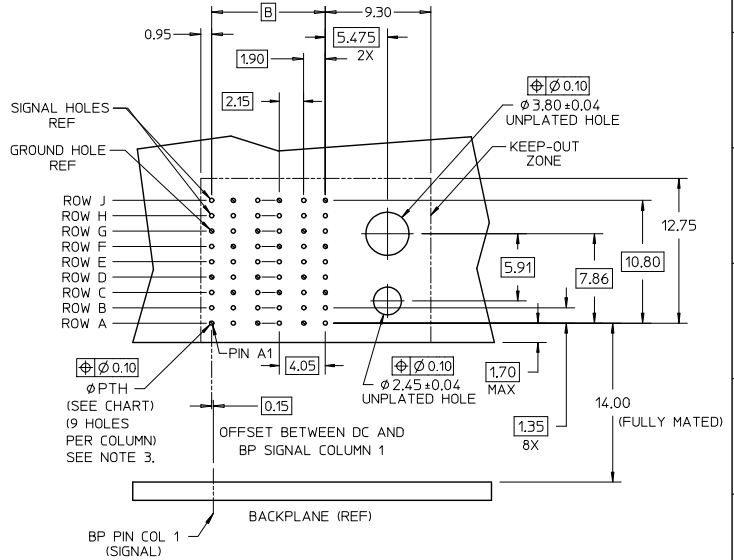 B
9.30
0.95
5.475
2X
1.90
2.15
⌖ Ø 0.10
Ø3.80±0.04
UNPLATED HOLE
SIGNAL HOLES
REF
GROUND HOLE
REF
KEEP-OUT
ZONE
ROW J
ROW H
ROW G
ROW F
ROW E
ROW D
ROW C
ROW B
ROW A
12.75
10.80
5.91
7.86
PIN A1
4.05
⌖ Ø 0.10
ØPTH
(SEE CHART)
(9 HOLES
PER COLUMN)
SEE NOTE 3.
⌖ Ø 0.10
Ø2.45±0.04
UNPLATED HOLE
1.70
MAX
0.15
OFFSET BETWEEN DC AND
BP SIGNAL COLUMN 1
1.35
8X
14.00
(FULLY MATED)
BACKPLANE (REF)
BP PIN COL 1
(SIGNAL)